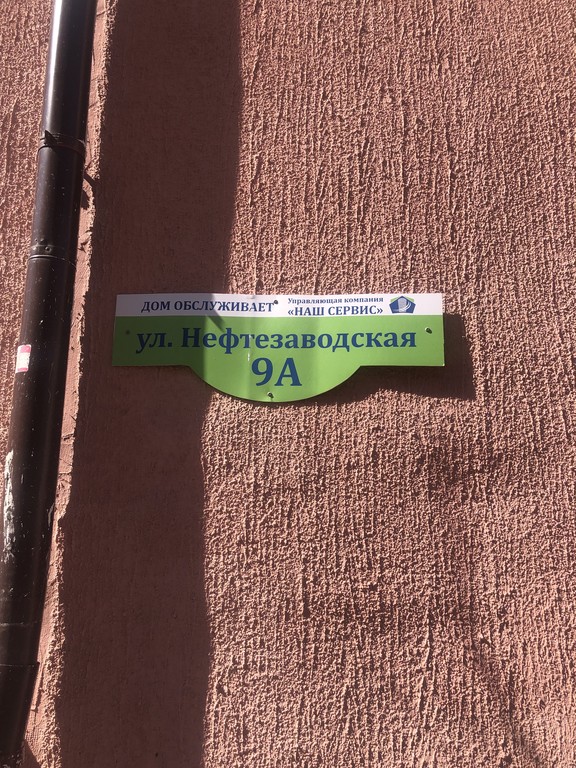 ДОМ ОБСЛУЖИВАЕТ Управляющая компания
«НАШ СЕРВИС»
ул. Нефтезаводская
9А